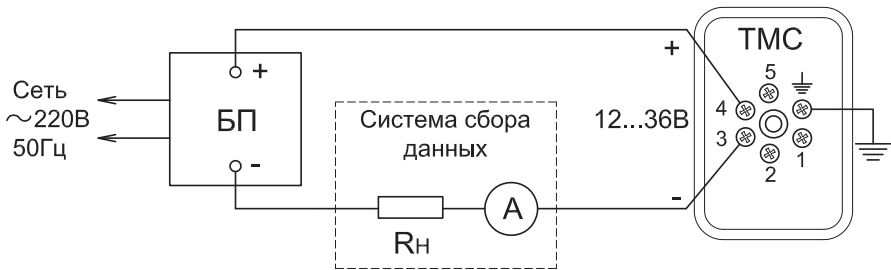 Сеть
~220В
50Гц
+
БП
-
Система сбора
данных
Rн
A
+
12...36В
-
ТМС
5
4
3
2
1